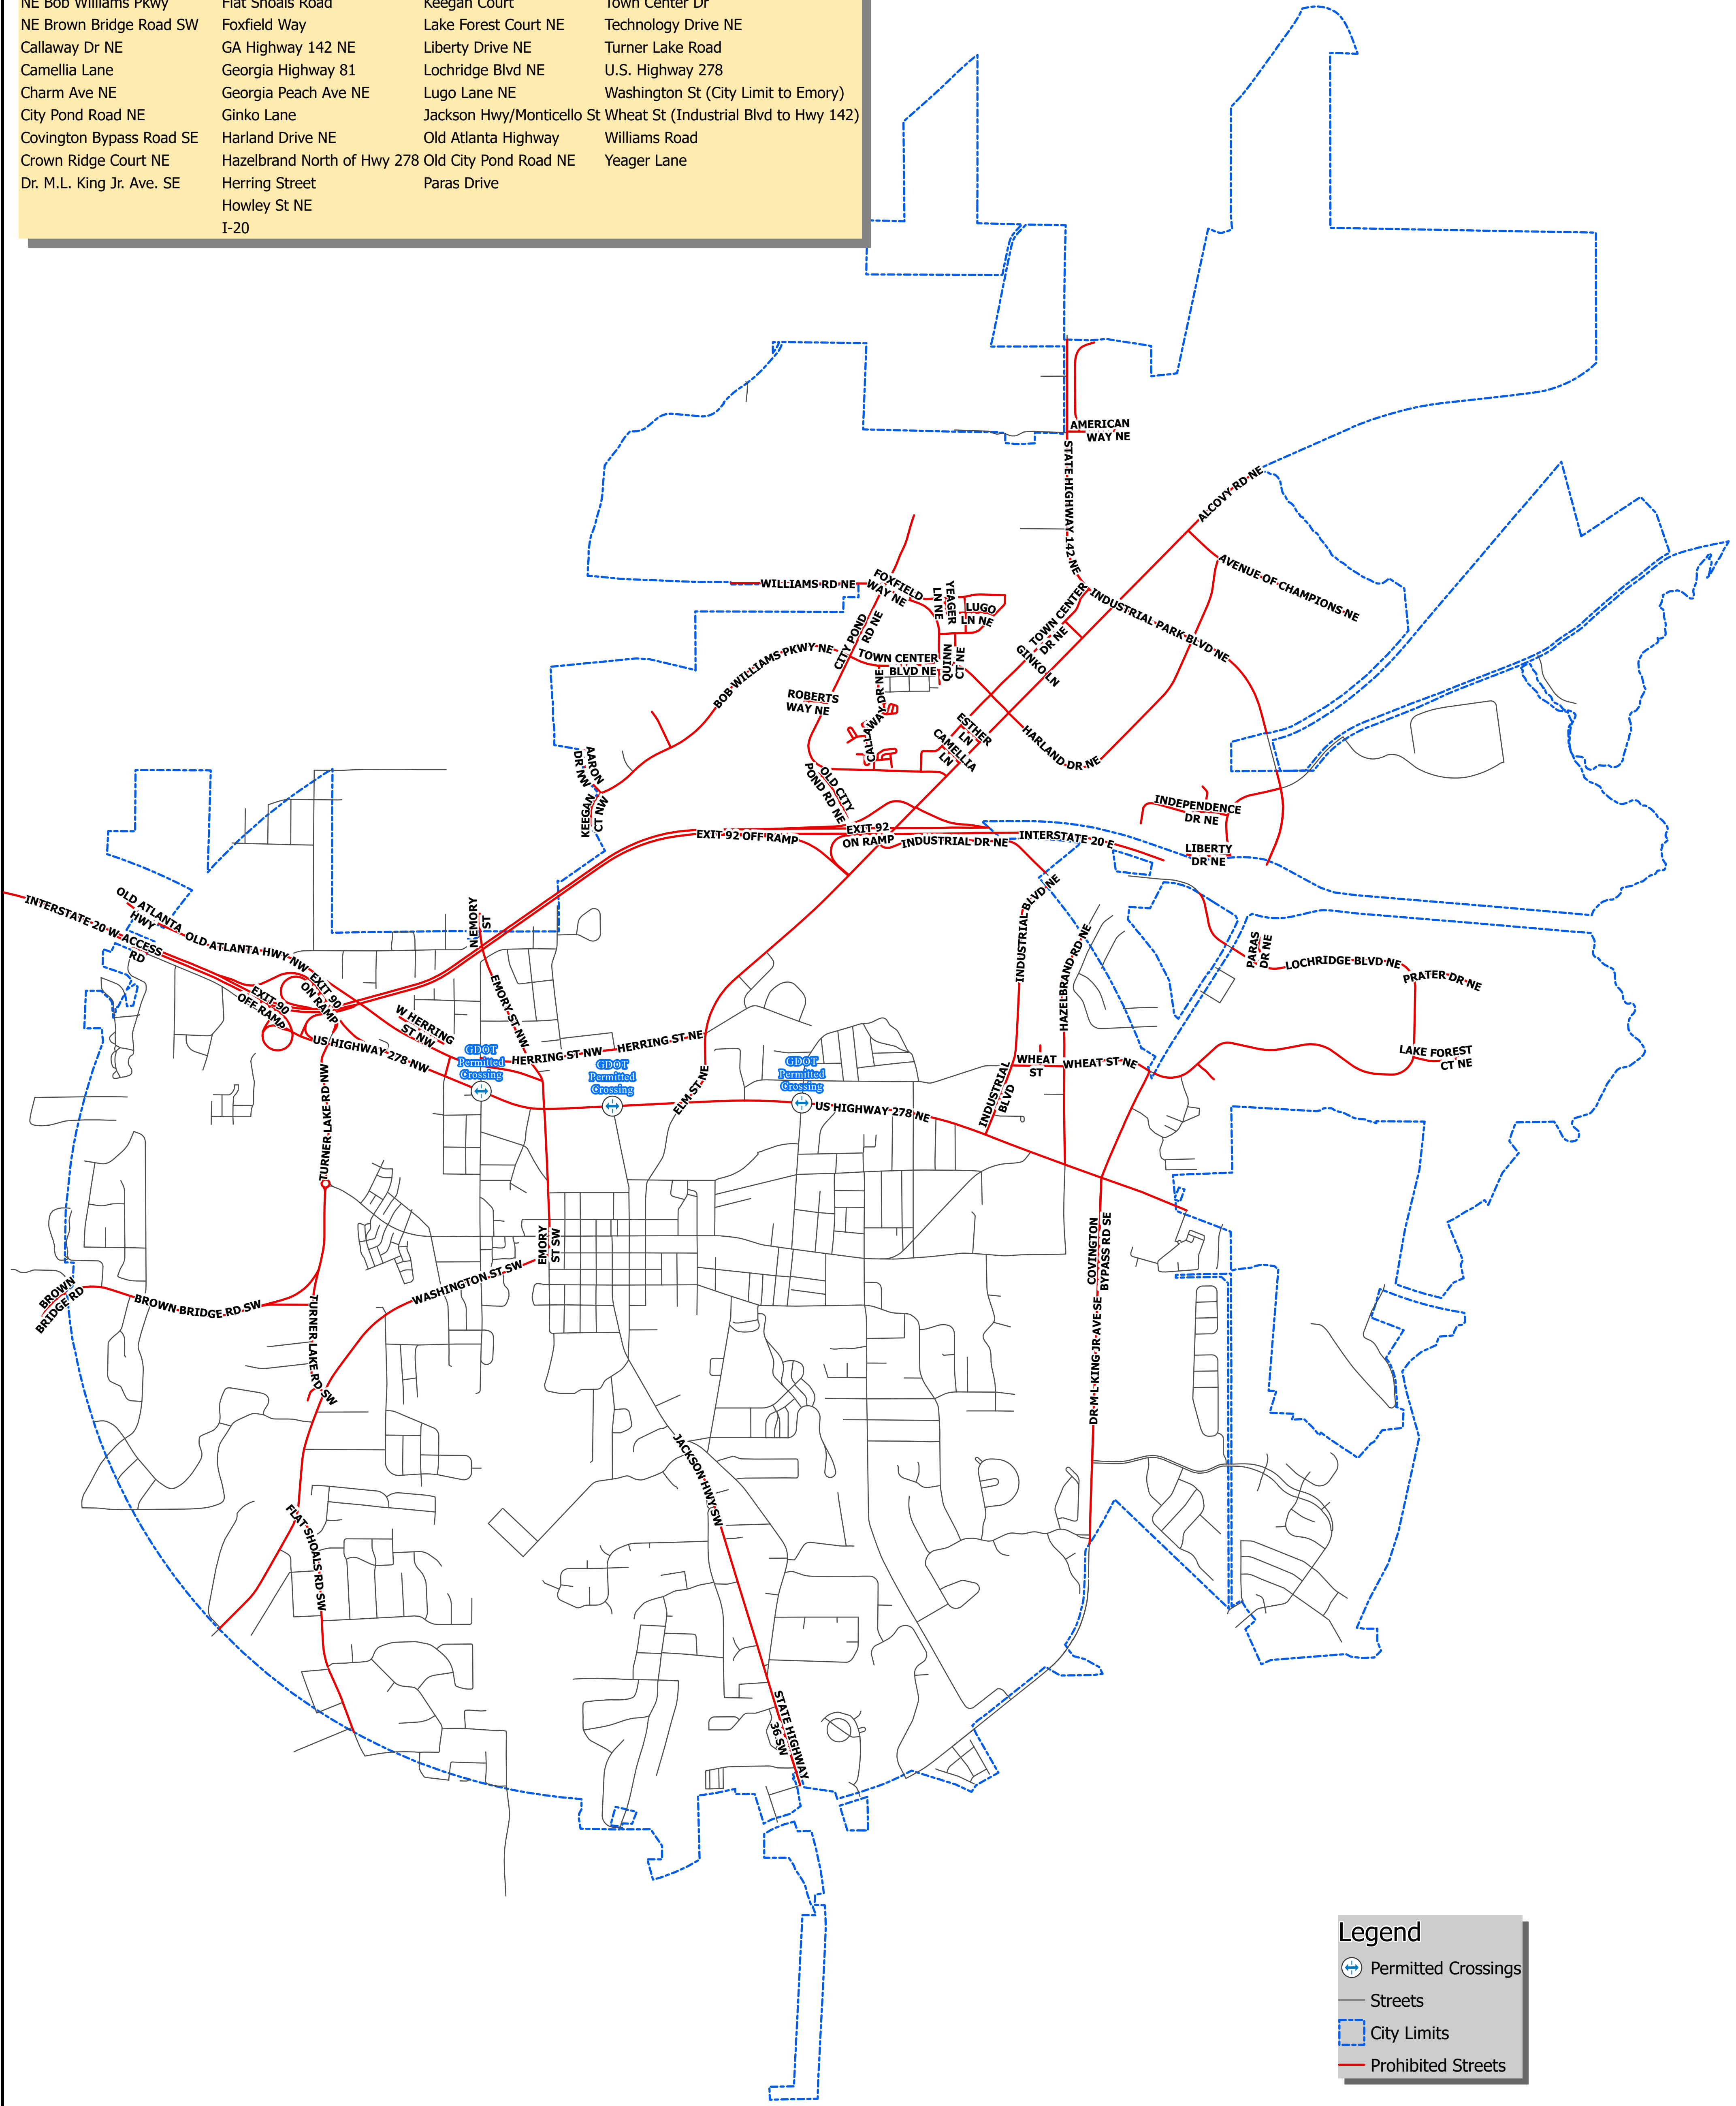 NE Bob Williams Pkwy Flat Shoals Road Keegan Court Town Center Dr
NE Brown Bridge Road SW Foxfield Way Lake Forest Court NE Technology Drive NE
Callaway Dr NE GA Highway 142 NE Liberty Drive NE Turner Lake Road
Camellia Lane Georgia Highway 81 Lochridge Blvd NE U.S. Highway 278
Charm Ave NE Georgia Peach Ave NE Lugo Lane NE Washington St (City Limit to Emory)
City Pond Road NE Ginko Lane Jackson Hwy/Monticello St Wheat St (Industrial Blvd to Hwy 142)
Covington Bypass Road SE Harland Drive NE Old Atlanta Highway Williams Road
Crown Ridge Court NE Hazelbrand North of Hwy 278 Old City Pond Road NE Yeager Lane
Dr. M.L. King Jr. Ave. SE Herring Street Paras Drive
Howley St NE
I-20
AMERICAN
WAY NE
STATE HIGHWAY 142 NE
ALCOVY RD NE
AVENUE OF CHAMPIONS NE
WILLIAMS RD NE
FOXFIELD
WAY NE
YEAGER
LN NE
LUGO
LN NE
CITY POND
RD NE
TOWN CENTER
DR NE
INDUSTRIAL PARK BLVD NE
BOB WILLIAMS PKWY NE
TOWN CENTER
BLVD NE
QUINN
CT NE
GINKO LN
ROBERTS
WAY NE
CALLAWAY DR NE
ESTHER
LN
CAMELLIA
LN
HARLAND DR NE
AARON
DR NW
KEEGAN
CT NW
OLD CITY
POND RD NE
INDEPENDENCE
DR NE
EXIT 92 OFF RAMP
EXIT 92
ON RAMP
INDUSTRIAL DR NE
INTERSTATE 20 E
LIBERTY
DR NE
INDUSTRIAL BLVD NE
INTERSTATE 20 W
ACCESS
RD
OLD ATLANTA
HWY
OLD ATLANTA HWY NW
N EMORY
ST
EXIT 90
ON RAMP
EXIT 90
OFF RAMP
EMORY ST NW
HAZELBRAND RD NE
PARAS
DR NE
LOCHRIDGE BLVD NE
PRATER DR NE
W HERRING
ST NW
US HIGHWAY 278 NW
GDOT
Permitted
Crossing
HERRING ST NW
HERRING ST NE
GDOT
Permitted
Crossing
GDOT
Permitted
Crossing
WHEAT
ST
WHEAT ST NE
LAKE FOREST
CT NE
TURNER LAKE RD NW
ELM ST NE
US HIGHWAY 278 NE
INDUSTRIAL
BLVD
EMORY
ST SW
COVINGTON
BYPASS RD SE
WASHINGTON ST SW
BROWN
BRIDGE RD
BROWN BRIDGE RD SW
TURNER LAKE RD SW
DR M L KING JR AVE SE
JACKSON HWY SW
FLAT SHOALS RD SW
STATE HIGHWAY
36 SW
Legend
Permitted Crossings
Streets
City Limits
Prohibited Streets